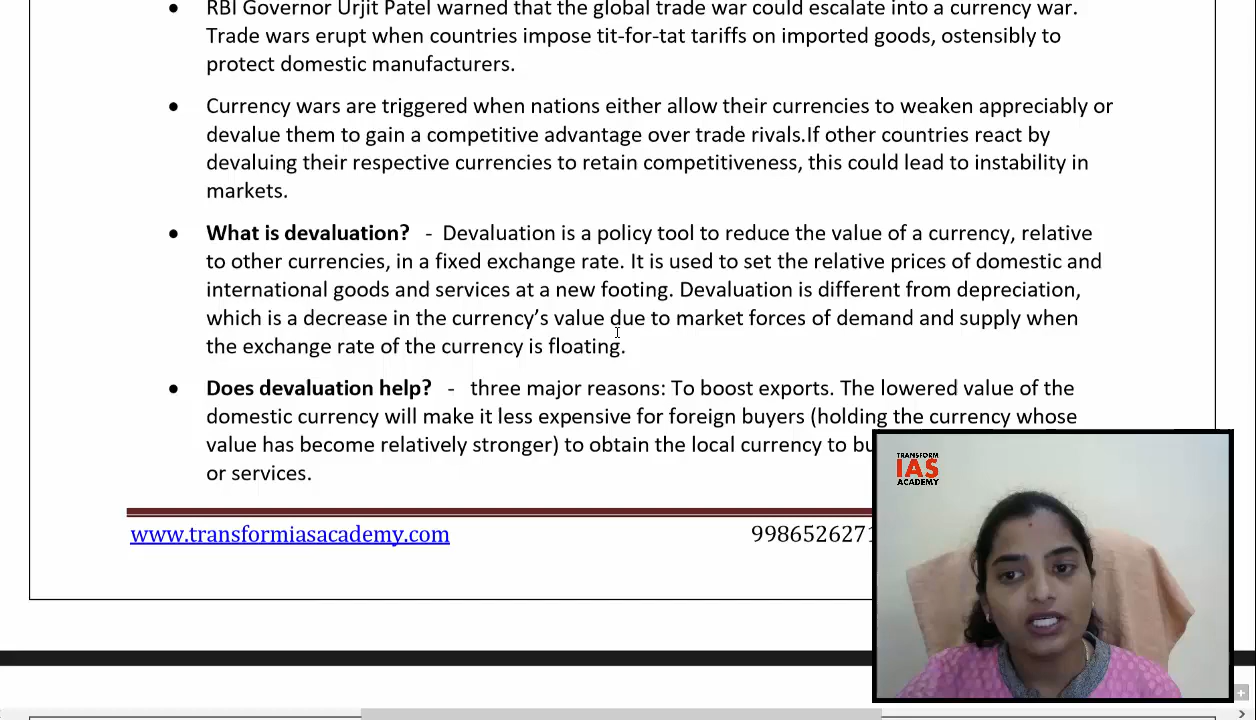 • RBI Governor Urjit Patel warned that the global trade war could escalate into a currency war.
Trade wars erupt when countries impose tit-for-tat tariffs on imported goods, ostensibly to
protect domestic manufacturers.
• Currency wars are triggered when nations either allow their currencies to weaken appreciably or
devalue them to gain a competitive advantage over trade rivals.If other countries react by
devaluing their respective currencies to retain competitiveness, this could lead to instability in
markets.
• What is devaluation? - Devaluation is a policy tool to reduce the value of a currency, relative
to other currencies, in a fixed exchange rate. It is used to set the relative prices of domestic and
international goods and services at a new footing. Devaluation is different from depreciation,
which is a decrease in the currency’s value due to market forces of demand and supply when
the exchange rate of the currency is floating.
• Does devaluation help? - three major reasons: To boost exports. The lowered value of the
domestic currency will make it less expensive for foreign buyers (holding the currency whose
value has become relatively stronger) to obtain the local currency to
or services.
www.transformiasacademy.com
TRANSFORM
IAS
ACADEMY